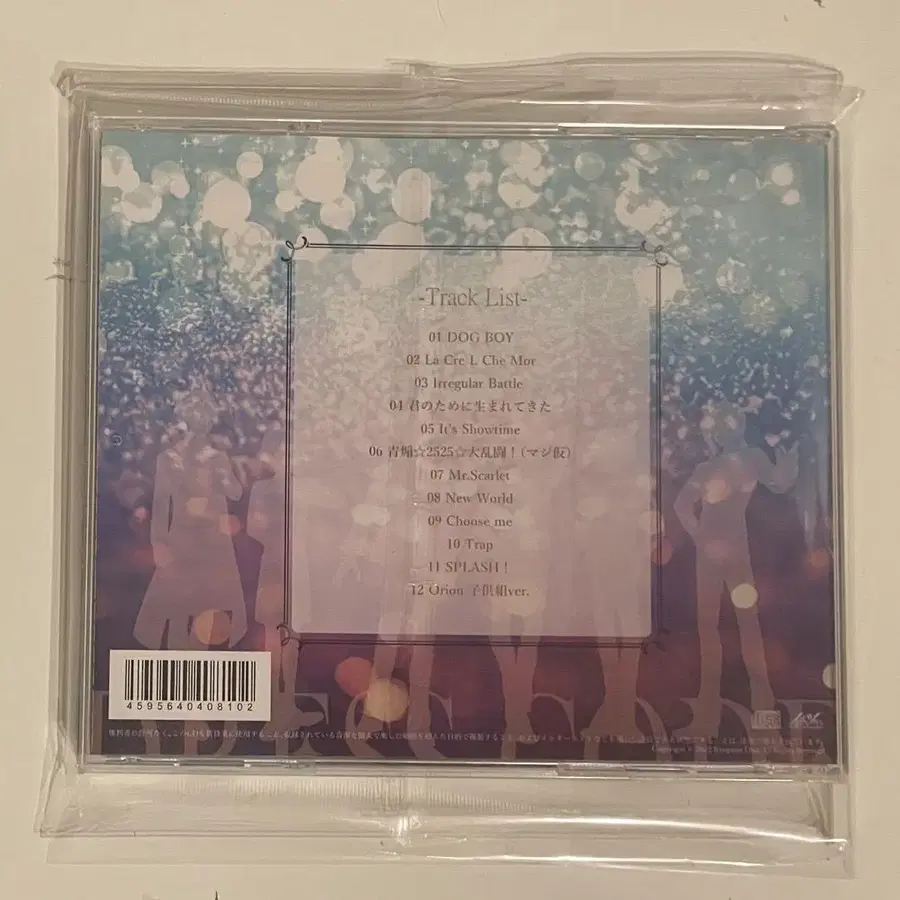 -Track List-
01 DOG BOY
02 La Cre L Che Mor
03 Irregular Battle
04 君のために生まれてきた
05 It's Showtime
06 青煽☆2525☆大乱闘！(マジ仮)
07 Mr.Scarlet
08 New World
09 Choose me
10 Trap
11 SPLASH！
12 Orion 子供組ver.
4595640408102